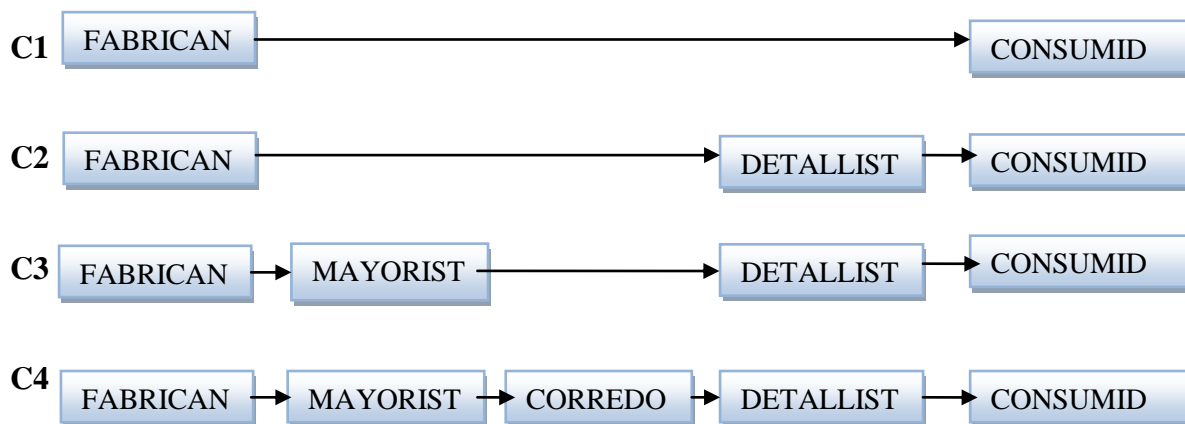 C1 FABRICAN CONSUMID
C2 FABRICAN DETALLIST CONSUMID
C3 FABRICAN MAYORIST DETALLIST CONSUMID
C4 FABRICAN MAYORIST CORREDO DETALLIST CONSUMID